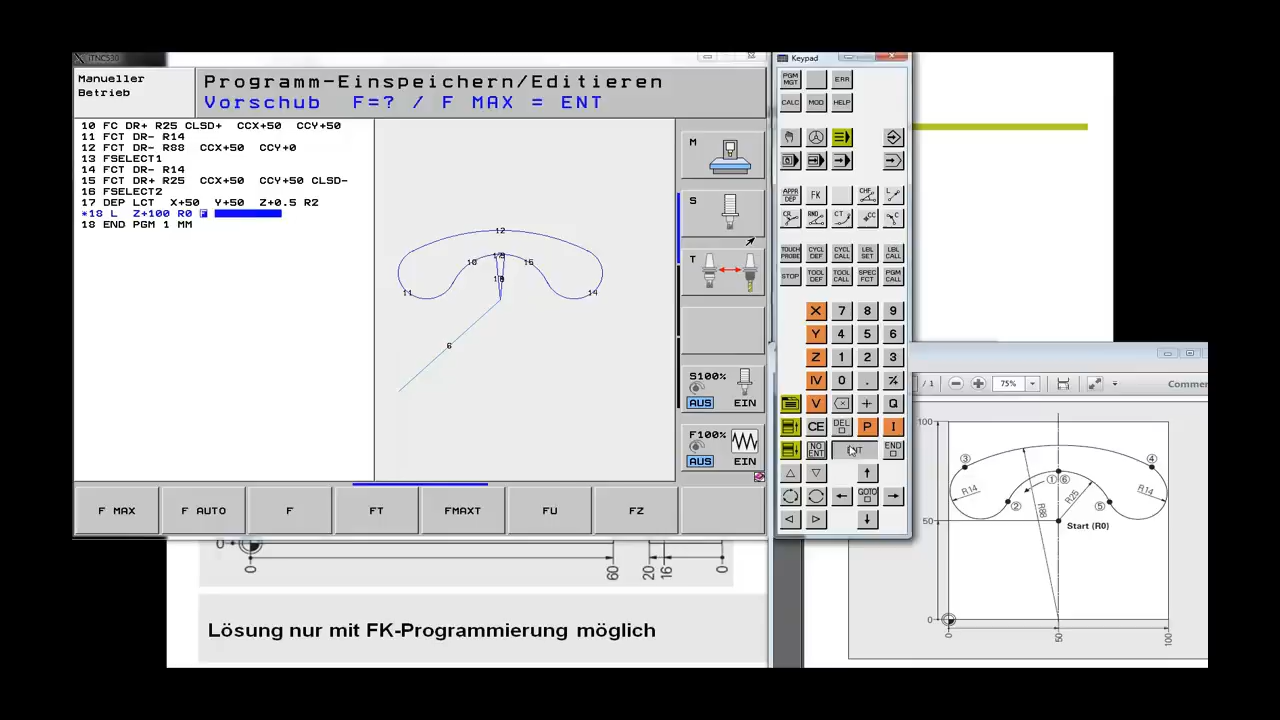 iTNC530
Manueller
Betrieb
Programm-Einspeichern/Editieren
Vorschub F=? / F MAX = ENT
10 FC DR+ R25 CLSD+ CCX+50 CCY+50
11 FCT DR- R14
12 FCT DR- R88 CCX+50 CCY+0
13 FSELECT1
14 FCT DR- R14
15 FCT DR+ R25 CCX+50 CCY+50 CLSD-
16 FSELECT2
17 DEP LCT X+50 Y+50 Z+0.5 R2
*18 L Z+100 R0 F
18 END PGM 1 MM
12
10
15
11
14
6
M
S
T
S100%
AUS EIN
F100%
AUS EIN
F MAX F AUTO F FT FMAXT FU FZ
Keypad
PGM MGT ERR
CALC MOD HELP
APPR DEP FK CHF L
CR RND CT CC C
TOUCH PROBE CYCL DEF CYCL CALL LBL SET LBL CALL
STOP TOOL DEF TOOL CALL SPEC FCT PGM CALL
X 7 8 9
Y 4 5 6
Z 1 2 3
IV 0 . ⁄
V + Q
CE DEL P I
NO ENT ENT END
GOTO
/ 1 75% Commen
100
50
0
0 50 100
③ ④
① ⑥
② ⑤
R14 R88 R25 R14
Start (R0)
0
0 60 20 16 0
Lösung nur mit FK-Programmierung möglich